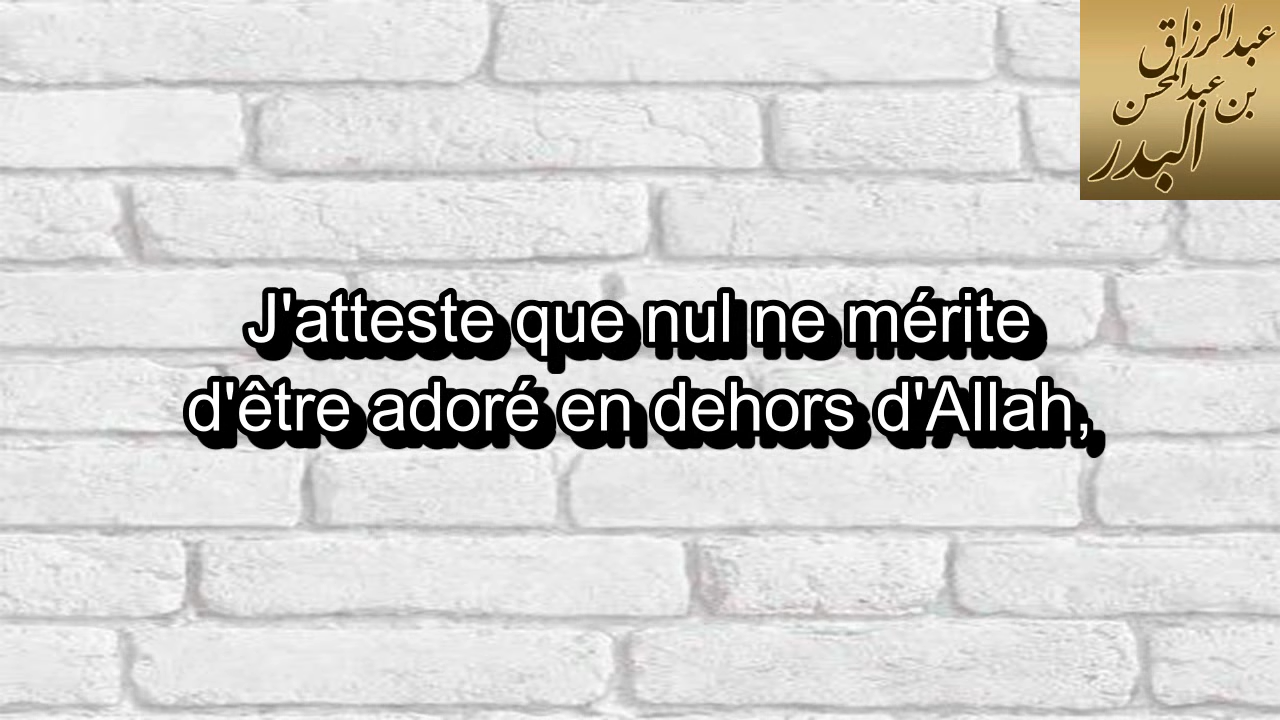 عبدالرزاق
بن عبدالمحسن
البدر
J'atteste que nul ne mérite
d'être adoré en dehors d'Allah,